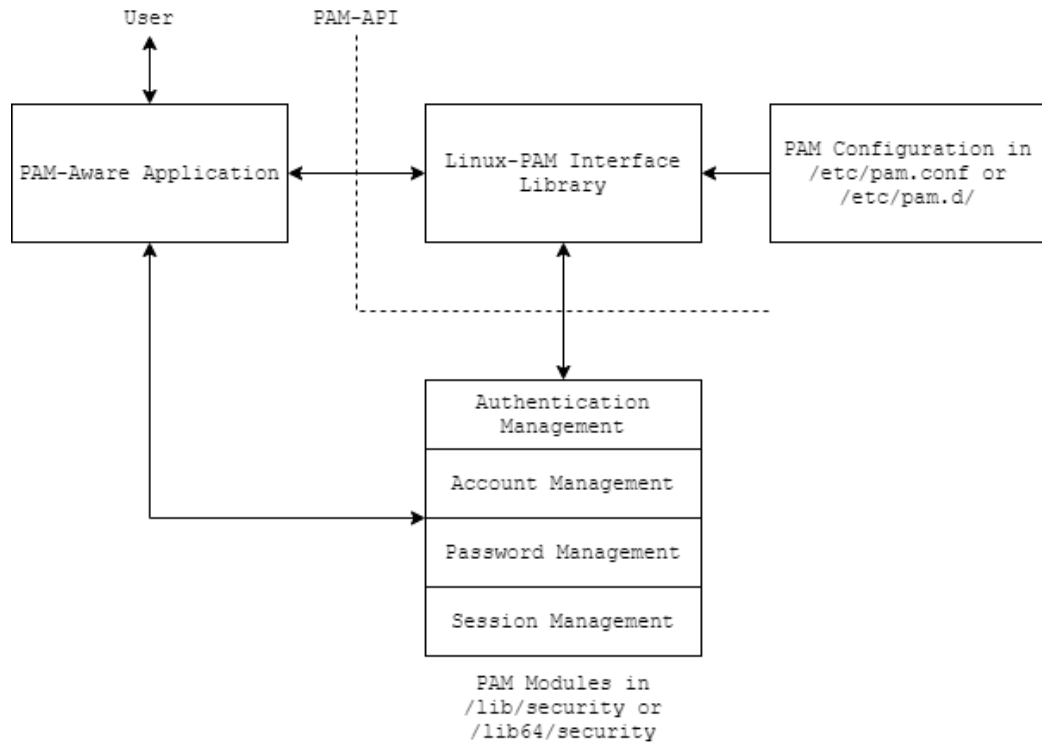 User
PAM-API
PAM-Aware Application
Linux-PAM Interface
Library
PAM Configuration in
/etc/pam.conf or
/etc/pam.d/
Authentication
Management
Account Management
Password Management
Session Management
PAM Modules in
/lib/security or
/lib64/security